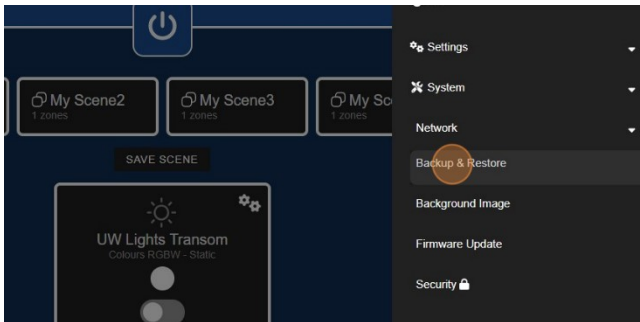 Settings
System
Network
Backup & Restore
Background Image
Firmware Update
Security
My Scene2
1 zones
My Scene3
1 zones
My Sc
1 zones
SAVE SCENE
UW Lights Transom
Colours RGBW - Static